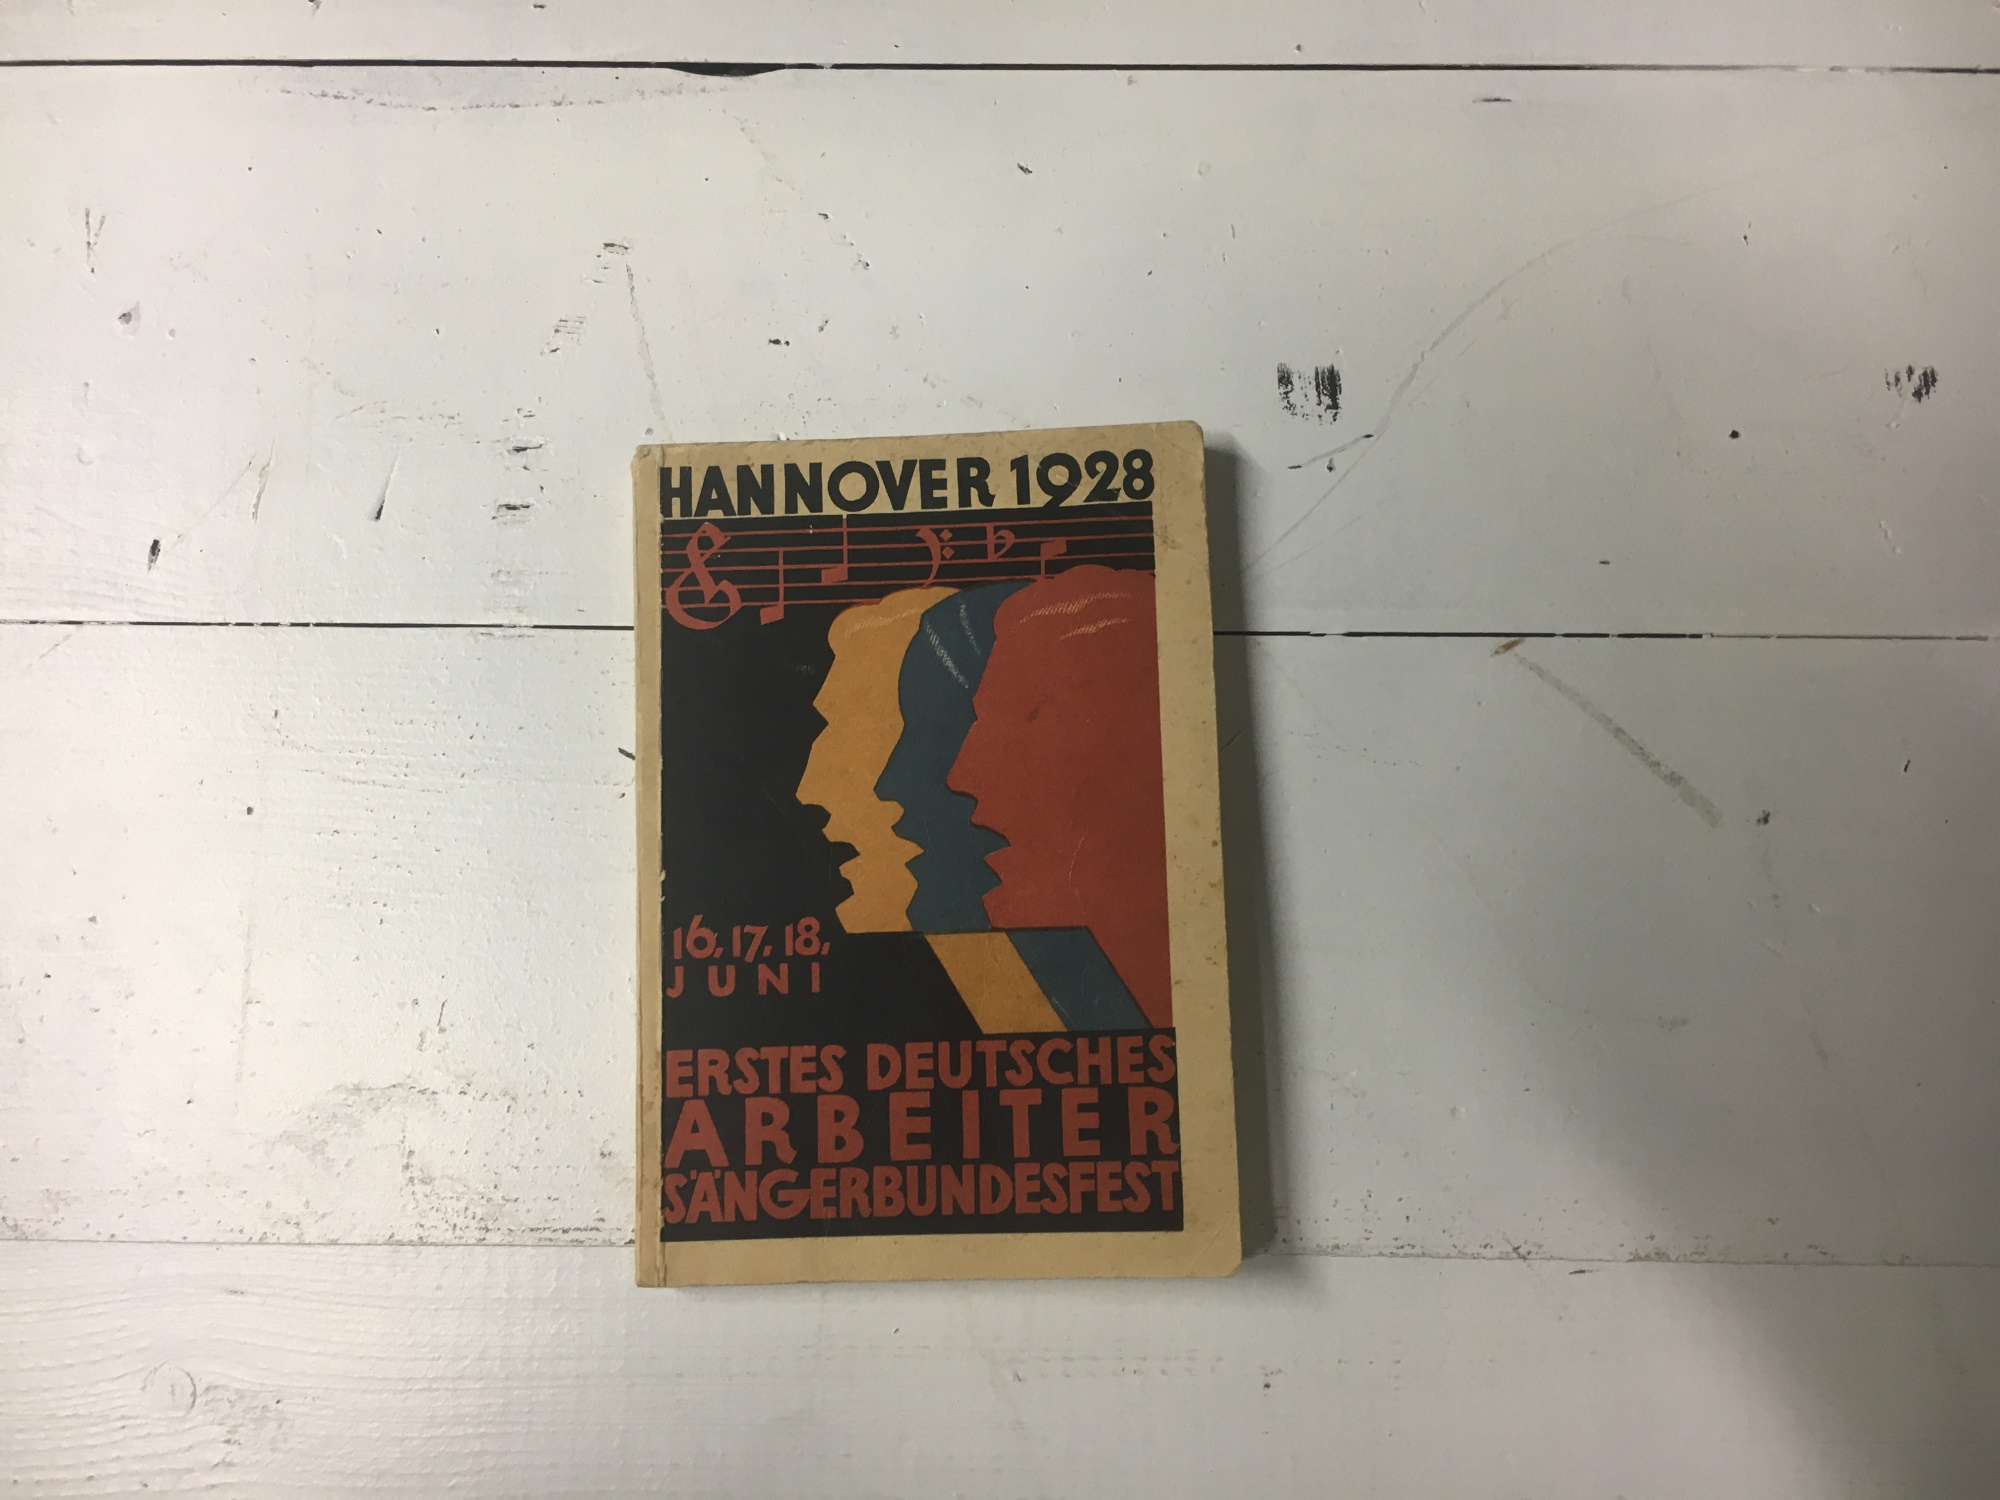 HANNOVER 1928
16, 17, 18,
JUNI
ERSTES DEUTSCHES
ARBEITER
SÄNGERBUNDESFEST